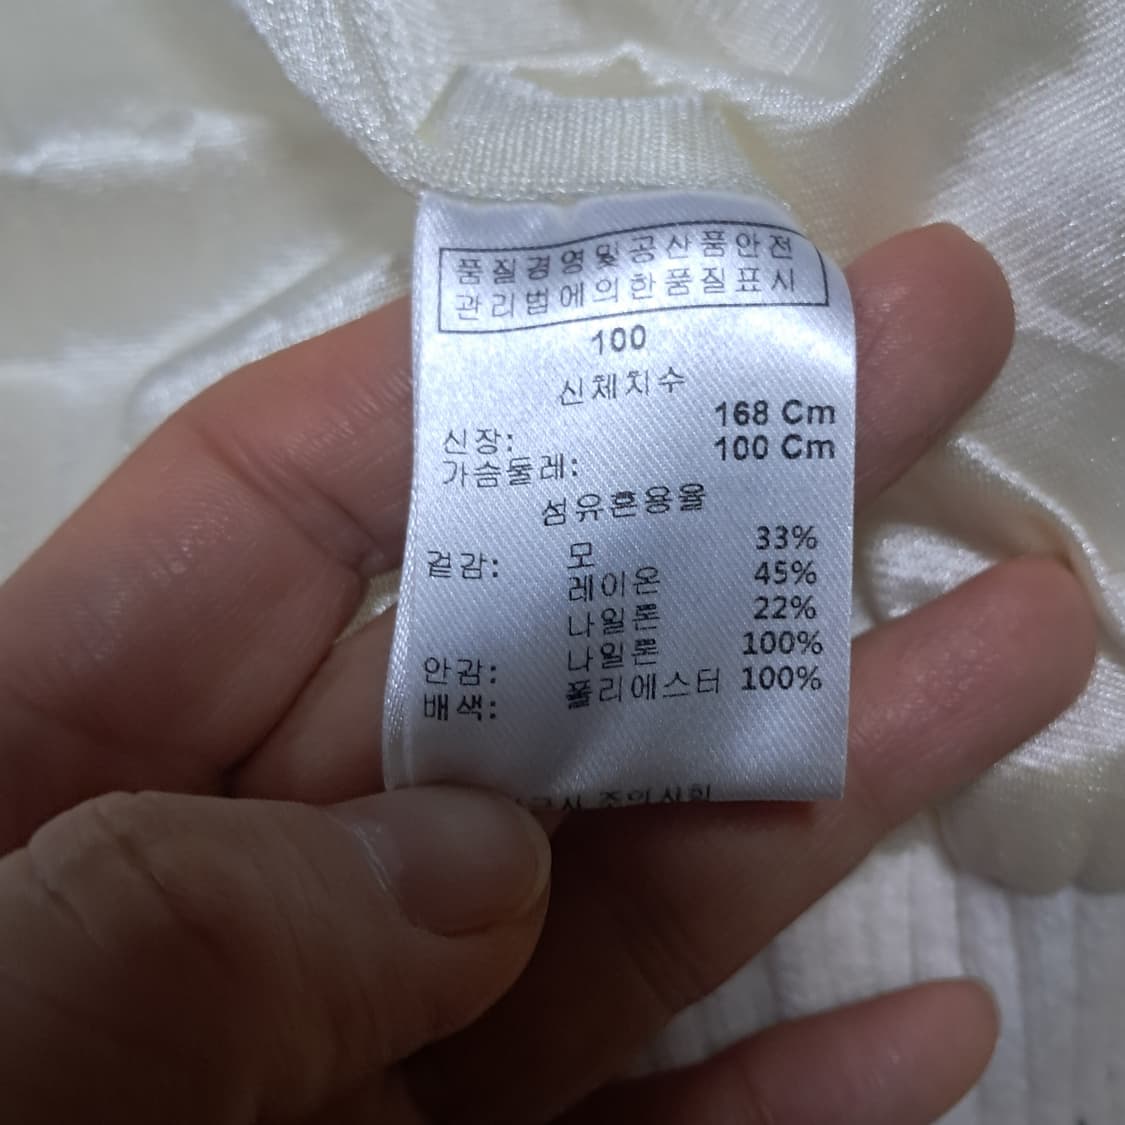 품질경영및공산품안전
관리법에의한품질표시
100
신체치수
신장: 168 Cm
가슴둘레: 100 Cm
섬유혼용율
겉감: 모 33%
레이온 45%
나일론 22%
안감: 나일론 100%
배색: 폴리에스터 100%